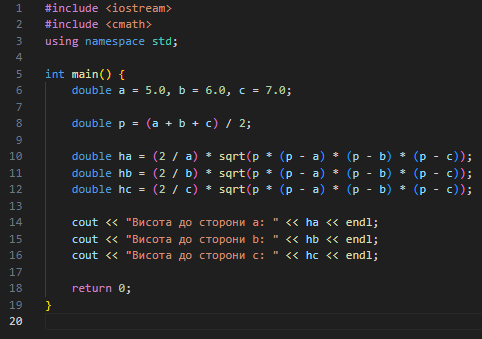 1 #include <iostream>
2 #include <cmath>
3 using namespace std;
4
5 int main() {
6     double a = 5.0, b = 6.0, c = 7.0;
7
8     double p = (a + b + c) / 2;
9
10     double ha = (2 / a) * sqrt(p * (p - a) * (p - b) * (p - c));
11     double hb = (2 / b) * sqrt(p * (p - a) * (p - b) * (p - c));
12     double hc = (2 / c) * sqrt(p * (p - a) * (p - b) * (p - c));
13
14     cout << "Висота до сторони a: " << ha << endl;
15     cout << "Висота до сторони b: " << hb << endl;
16     cout << "Висота до сторони c: " << hc << endl;
17
18     return 0;
19 }
20